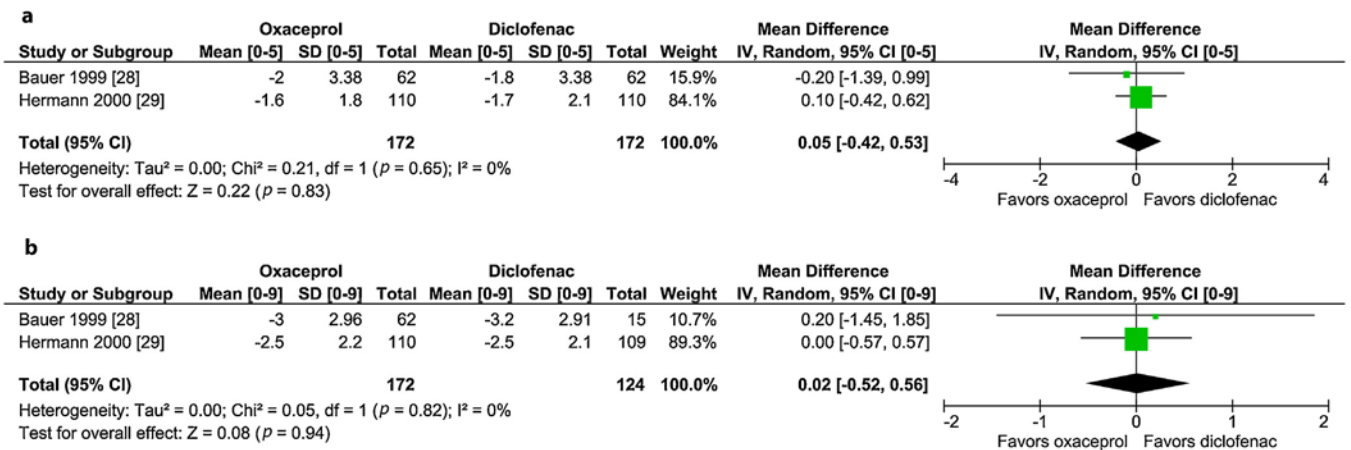 a
Oxaceprol Diclofenac Mean Difference Mean Difference
Study or Subgroup Mean [0-5] SD [0-5] Total Mean [0-5] SD [0-5] Total Weight IV, Random, 95% CI [0-5] IV, Random, 95% CI [0-5]
Bauer 1999 [28] -2 3.38 62 -1.8 3.38 62 15.9% -0.20 [-1.39, 0.99]
Hermann 2000 [29] -1.6 1.8 110 -1.7 2.1 110 84.1% 0.10 [-0.42, 0.62]
Total (95% CI) 172 172 100.0% 0.05 [-0.42, 0.53]
Heterogeneity: Tau² = 0.00; Chi² = 0.21, df = 1 (p = 0.65); I² = 0%
Test for overall effect: Z = 0.22 (p = 0.83)
-4 -2 0 2 4
Favors oxaceprol Favors diclofenac
b
Oxaceprol Diclofenac Mean Difference Mean Difference
Study or Subgroup Mean [0-9] SD [0-9] Total Mean [0-9] SD [0-9] Total Weight IV, Random, 95% CI [0-9] IV, Random, 95% CI [0-9]
Bauer 1999 [28] -3 2.96 62 -3.2 2.91 15 10.7% 0.20 [-1.45, 1.85]
Hermann 2000 [29] -2.5 2.2 110 -2.5 2.1 109 89.3% 0.00 [-0.57, 0.57]
Total (95% CI) 172 124 100.0% 0.02 [-0.52, 0.56]
Heterogeneity: Tau² = 0.00; Chi² = 0.05, df = 1 (p = 0.82); I² = 0%
Test for overall effect: Z = 0.08 (p = 0.94)
-2 -1 0 1 2
Favors oxaceprol Favors diclofenac